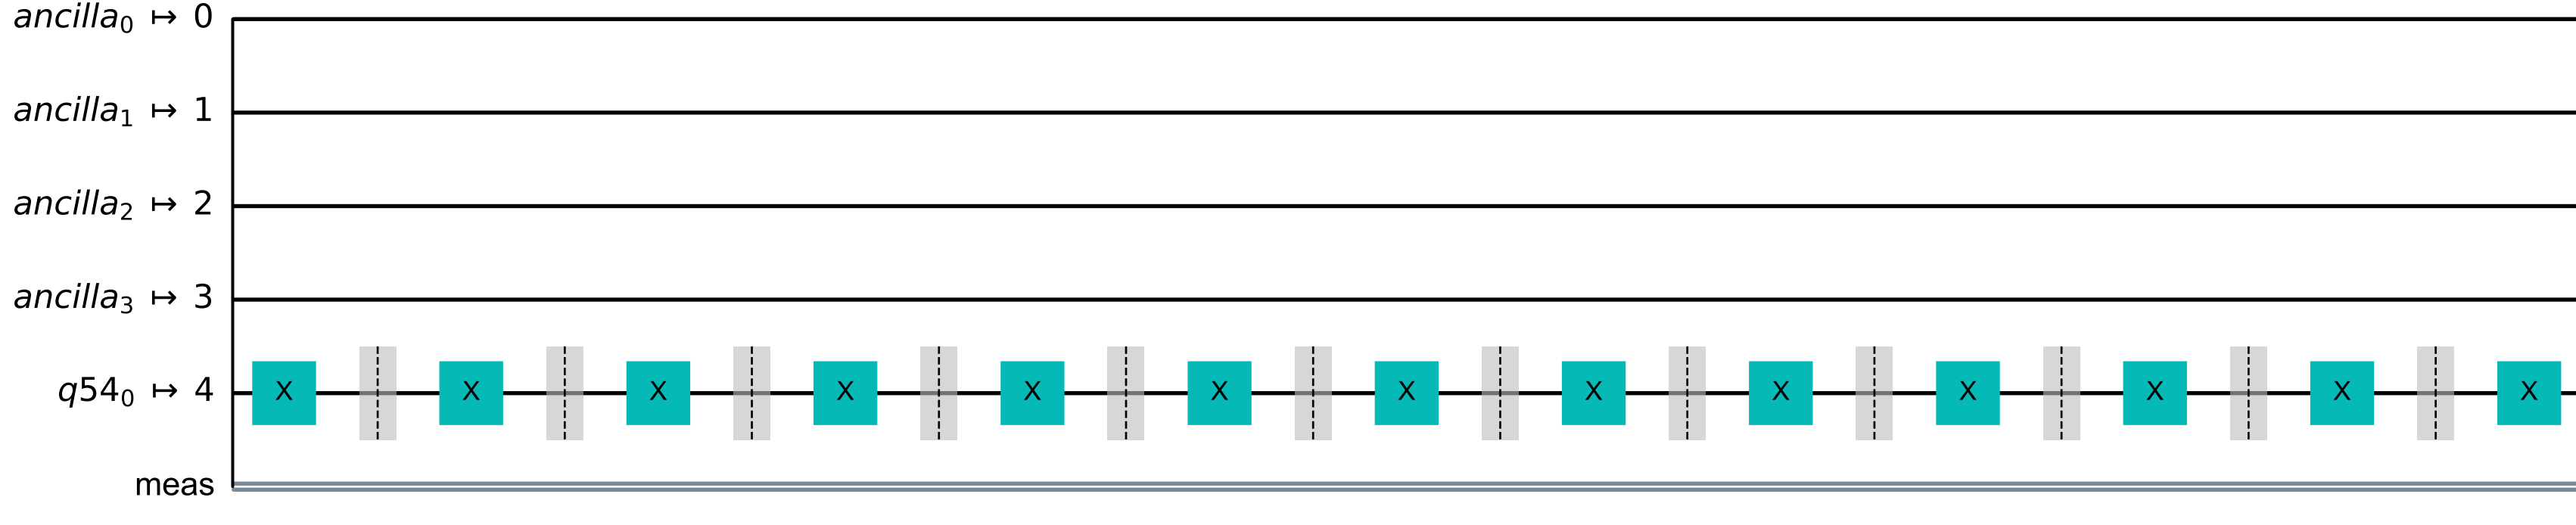 ancilla₀ ↦ 0
ancilla₁ ↦ 1
ancilla₂ ↦ 2
ancilla₃ ↦ 3
q54₀ ↦ 4 X X X X X X X X X X X X X
meas